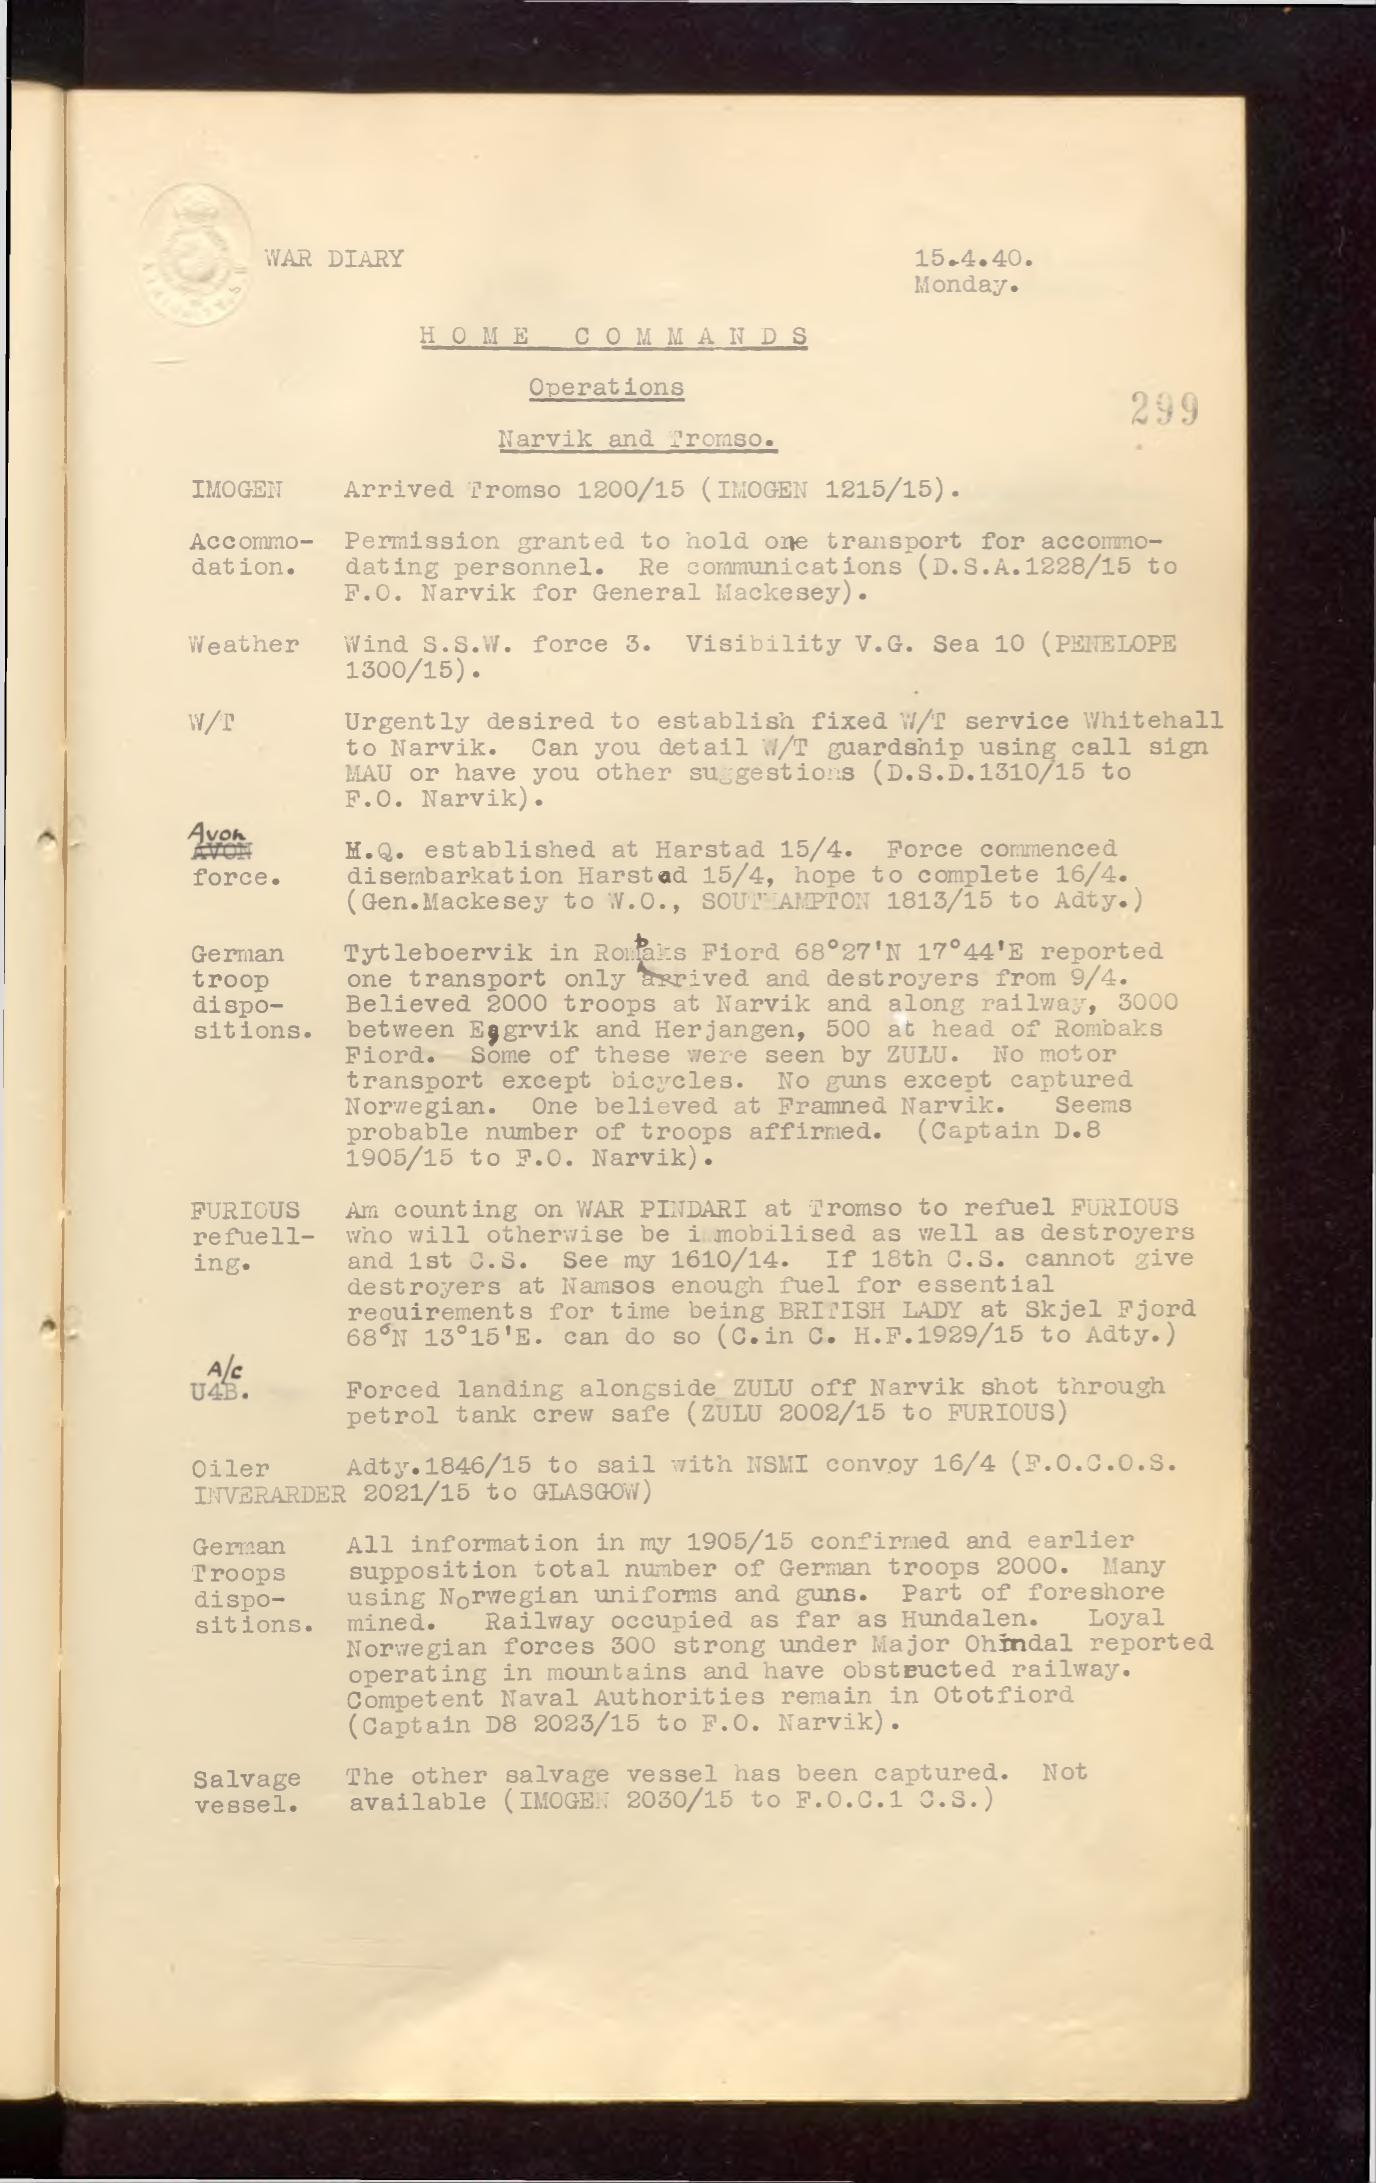 WAR DIARY 15.4.40.
Monday.
HOME COMMANDS
Operations
299
Narvik and Tromso.
IMOGEN Arrived Tromso 1200/15 (IMOGEN 1215/15).
Accommo- Permission granted to hold one transport for accommo-
dation. dating personnel. Re communications (D.S.A.1228/15 to
F.O. Narvik for General Mackesey).
Weather Wind S.S.W. force 3. Visibility V.G. Sea 10 (PENELOPE
1300/15).
W/T Urgently desired to establish fixed W/T service Whitehall
to Narvik. Can you detail W/T guardship using call sign
MAU or have you other suggestions (D.S.D.1310/15 to
F.O. Narvik).
Avon
AVON H.Q. established at Harstad 15/4. Force commenced
force. disembarkation Harstad 15/4, hope to complete 16/4.
(Gen.Mackesey to W.O., SOUTHAMPTON 1813/15 to Adty.)
German Tytleboervik in Rombaks Fiord 68°27'N 17°44'E reported
troop one transport only arrived and destroyers from 9/4.
dispo- Believed 2000 troops at Narvik and along railway, 3000
sitions. between Eggrvik and Herjangen, 500 at head of Rombaks
Fiord. Some of these were seen by ZULU. No motor
transport except bicycles. No guns except captured
Norwegian. One believed at Framned Narvik. Seems
probable number of troops affirmed. (Captain D.8
1905/15 to F.O. Narvik).
FURIOUS Am counting on WAR PINDARI at Tromso to refuel FURIOUS
refuell- who will otherwise be immobilised as well as destroyers
ing. and 1st C.S. See my 1610/14. If 18th C.S. cannot give
destroyers at Namsos enough fuel for essential
requirements for time being BRITISH LADY at Skjel Fjord
68°N 13°15'E. can do so (C.in C. H.F.1929/15 to Adty.)
A/c
U4B. Forced landing alongside ZULU off Narvik shot through
petrol tank crew safe (ZULU 2002/15 to FURIOUS)
Oiler Adty.1846/15 to sail with NSMI convoy 16/4 (F.O.C.O.S.
INVERARDER 2021/15 to GLASGOW)
German All information in my 1905/15 confirmed and earlier
Troops supposition total number of German troops 2000. Many
dispo- using Norwegian uniforms and guns. Part of foreshore
sitions. mined. Railway occupied as far as Hundalen. Loyal
Norwegian forces 300 strong under Major reported
operating in mountains and have obstructed railway.
Competent Naval Authorities remain in Ototfiord
(Captain D8 2023/15 to F.O. Narvik).
Salvage The other salvage vessel has been captured. Not
vessel. available (IMOGEN 2030/15 to F.O.C.1 C.S.)